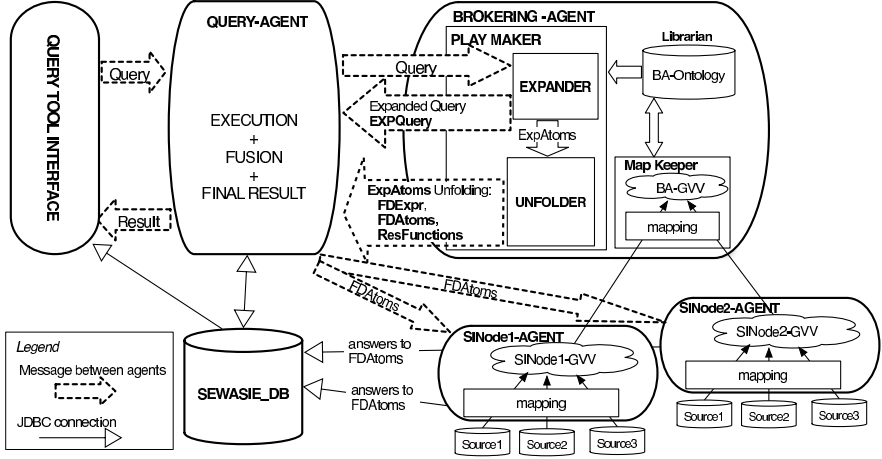 QUERY TOOL INTERFACE
Query
Result
QUERY-AGENT
EXECUTION
+
FUSION
+
FINAL RESULT
BROKERING -AGENT
PLAY MAKER
Query
EXPANDER
Expanded Query
EXPQuery
ExpAtoms
ExpAtoms Unfolding:
FDExpr,
FDAtoms,
ResFunctions
UNFOLDER
Librarian
BA-Ontology
Map Keeper
BA-GVV
mapping
FDAtoms
FDAtoms
SINode1-AGENT
SINode1-GVV
mapping
Source1
Source2
Source3
SINode2-AGENT
SINode2-GVV
mapping
Source1
Source2
Source3
answers to
FDAtoms
answers to
FDAtoms
SEWASIE_DB
Legend
Message between agents
JDBC connection